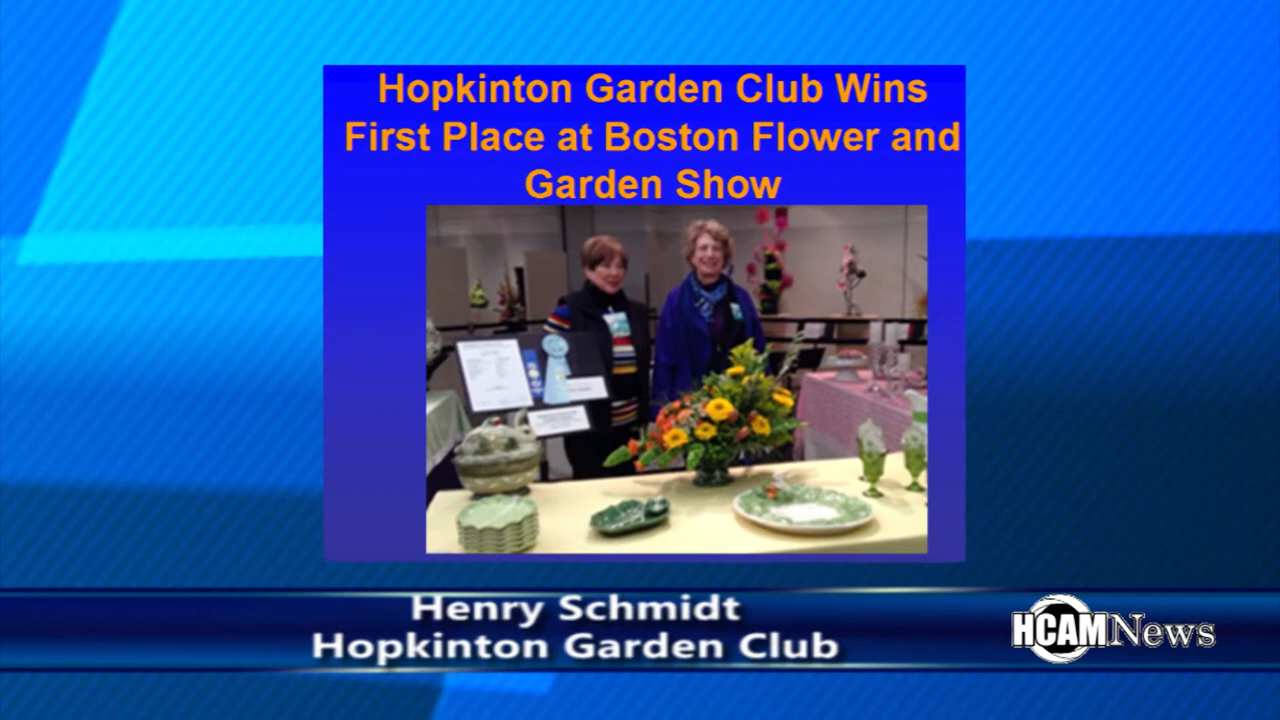 Hopkinton Garden Club Wins
First Place at Boston Flower and
Garden Show
Henry Schmidt
Hopkinton Garden Club
HCAMNews